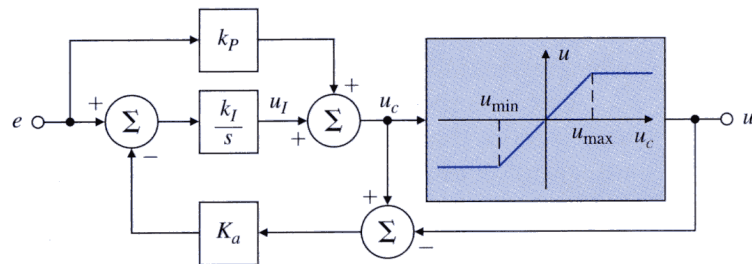 k_P
u
+
u_min
e
+
Σ
k_I
s
u_I
+
Σ
u_c
u_max
u_c
u
−
+
K_a
Σ
−